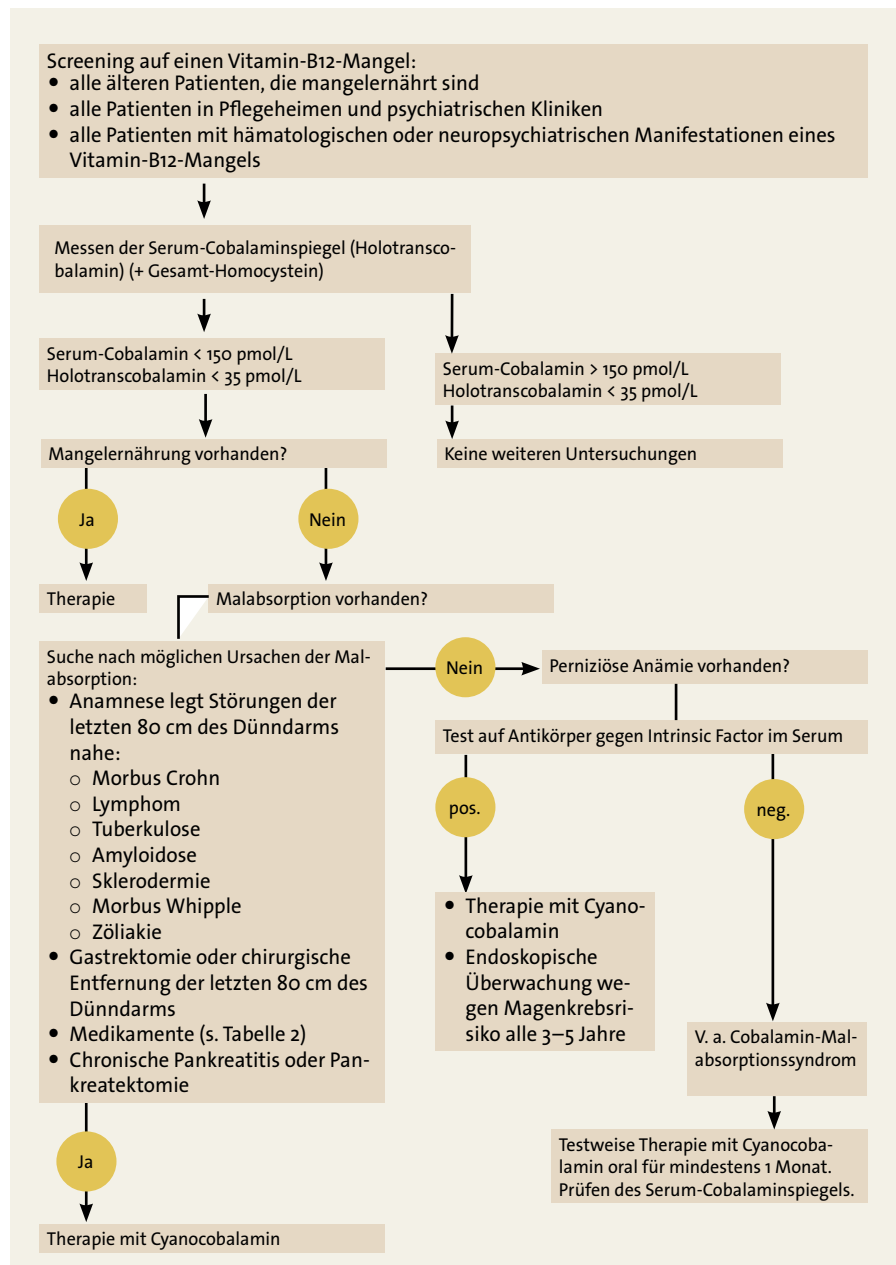 Screening auf einen Vitamin-B12-Mangel:
• alle älteren Patienten, die mangelernährt sind
• alle Patienten in Pflegeheimen und psychiatrischen Kliniken
• alle Patienten mit hämatologischen oder neuropsychiatrischen Manifestationen eines
Vitamin-B12-Mangels
Messen der Serum-Cobalaminspiegel (Holotransco-
balamin) (+ Gesamt-Homocystein)
Serum-Cobalamin < 150 pmol/L
Holotranscobalamin < 35 pmol/L
Serum-Cobalamin > 150 pmol/L
Holotranscobalamin < 35 pmol/L
Mangelernährung vorhanden?
Keine weiteren Untersuchungen
Ja
Nein
Therapie
Malabsorption vorhanden?
Suche nach möglichen Ursachen der Mal-
absorption:
• Anamnese legt Störungen der
letzten 80 cm des Dünndarms
nahe:
○ Morbus Crohn
○ Lymphom
○ Tuberkulose
○ Amyloidose
○ Sklerodermie
○ Morbus Whipple
○ Zöliakie
• Gastrektomie oder chirurgische
Entfernung der letzten 80 cm des
Dünndarms
• Medikamente (s. Tabelle 2)
• Chronische Pankreatitis oder Pan-
kreatektomie
Ja
Therapie mit Cyanocobalamin
Nein
Perniziöse Anämie vorhanden?
Test auf Antikörper gegen Intrinsic Factor im Serum
pos.
neg.
• Therapie mit Cyano-
cobalamin
• Endoskopische
Überwachung we-
gen Magenkrebsri-
siko alle 3–5 Jahre
V. a. Cobalamin-Mal-
absorptionssyndrom
Testweise Therapie mit Cyanocoba-
lamin oral für mindestens 1 Monat.
Prüfen des Serum-Cobalaminspiegels.